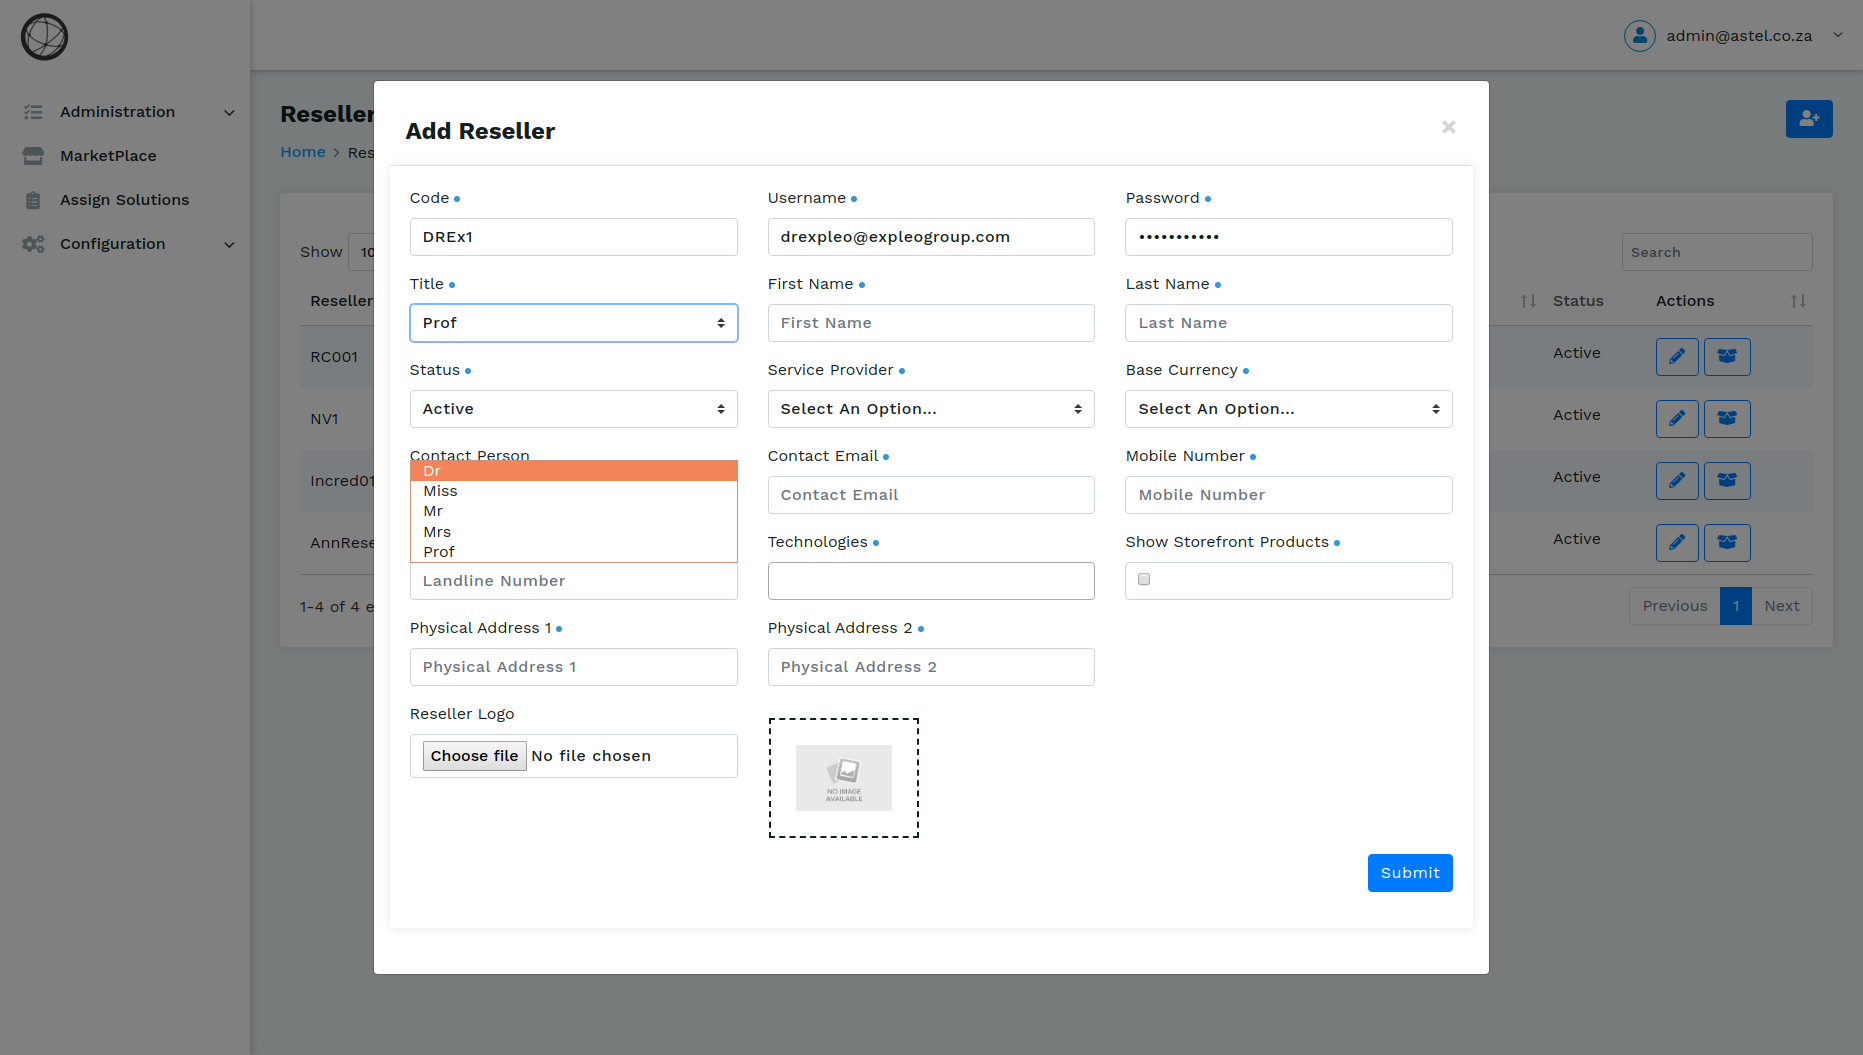 admin@astel.co.za
Administration
MarketPlace
Assign Solutions
Configuration
Reseller
Home > Res
Show 10
Search
Reseller
Status
Actions
RC001
Active
NV1
Active
Incred01
Active
AnnRese
Active
1-4 of 4 e
Previous 1 Next
Add Reseller
×
Code
Username
Password
DREx1
drexpleo@expleogroup.com
•••••••••••
Title
First Name
Last Name
Prof
First Name
Last Name
Status
Service Provider
Base Currency
Active
Select An Option...
Select An Option...
Contact Person
Contact Email
Mobile Number
Dr
Miss
Mr
Mrs
Prof
Contact Email
Mobile Number
Technologies
Show Storefront Products
Landline Number
Physical Address 1
Physical Address 2
Physical Address 1
Physical Address 2
Reseller Logo
Choose file No file chosen
NO IMAGE
AVAILABLE
Submit